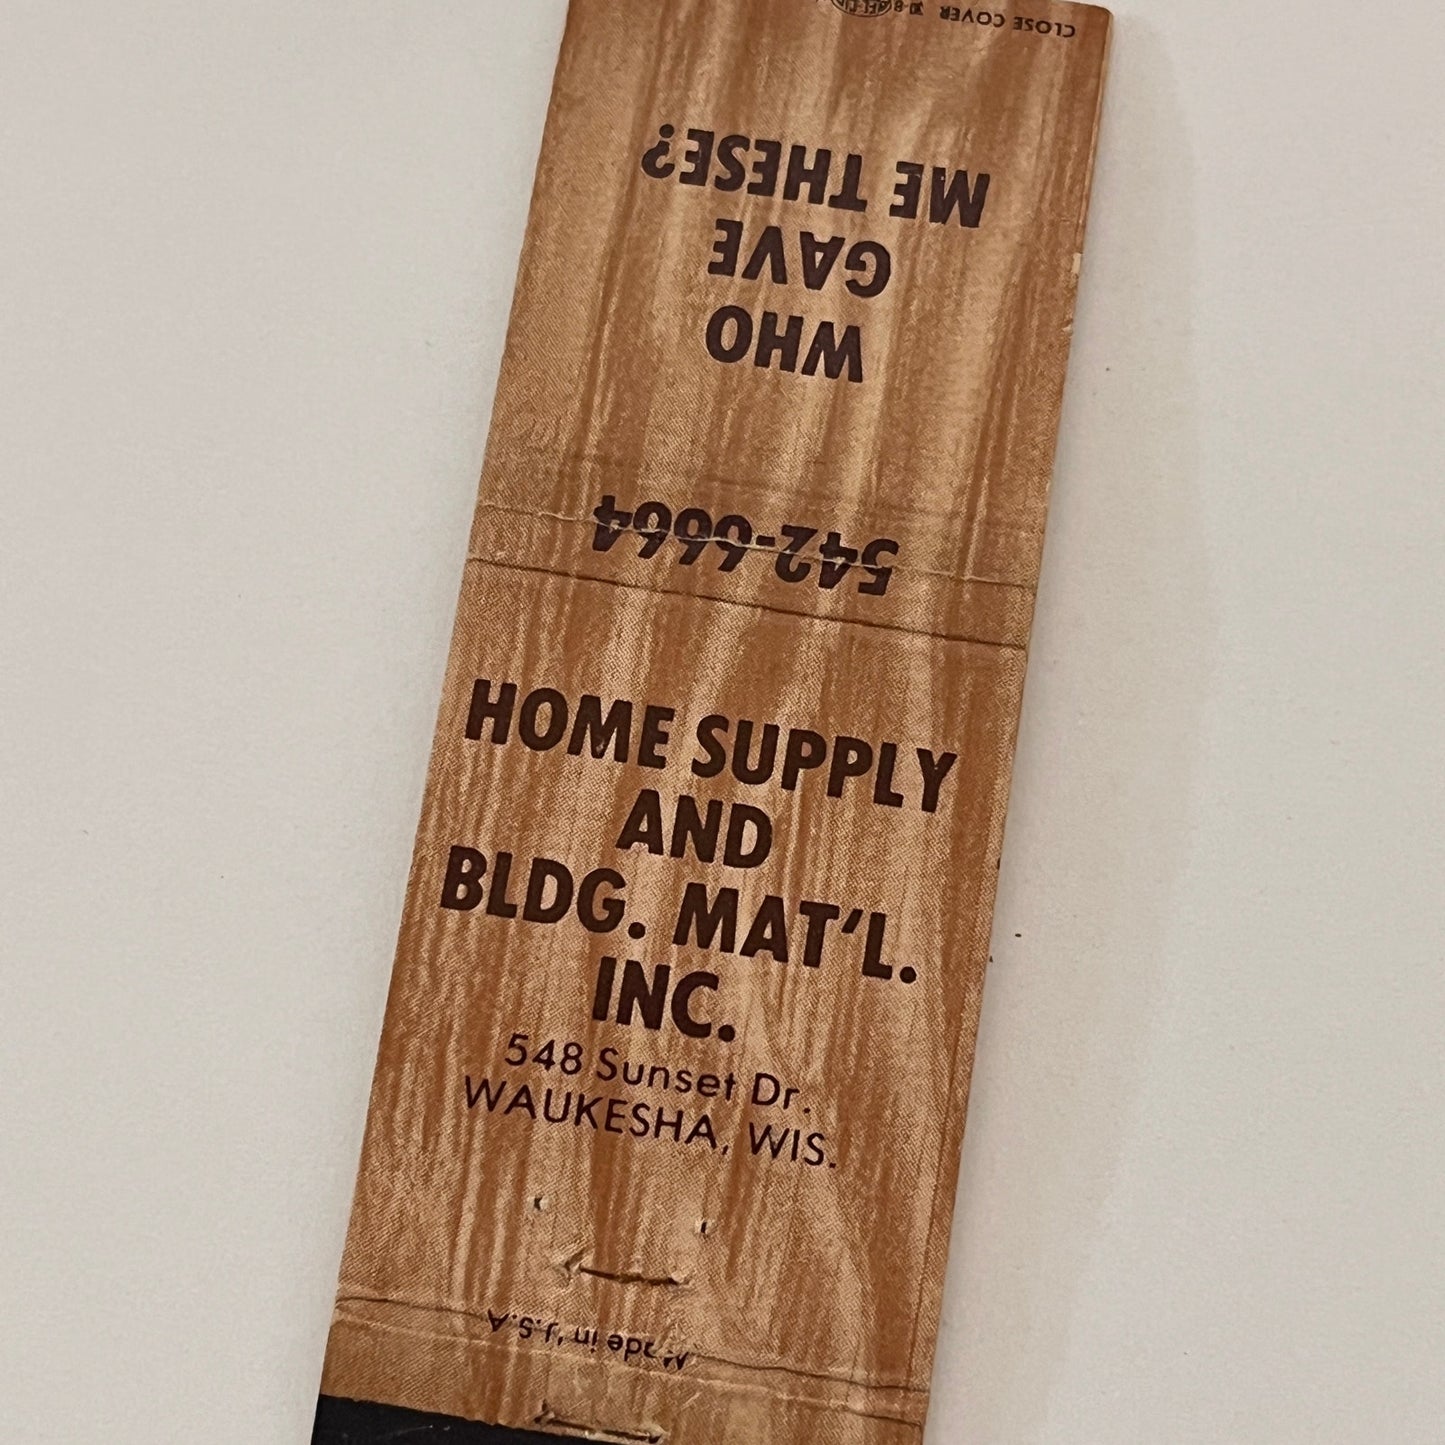 CLOSE COVER
WHO
GAVE
ME THESE?
542-6664
HOME SUPPLY
AND
BLDG. MAT'L.
INC.
548 Sunset Dr.
WAUKESHA, WIS.
Made in U.S.A